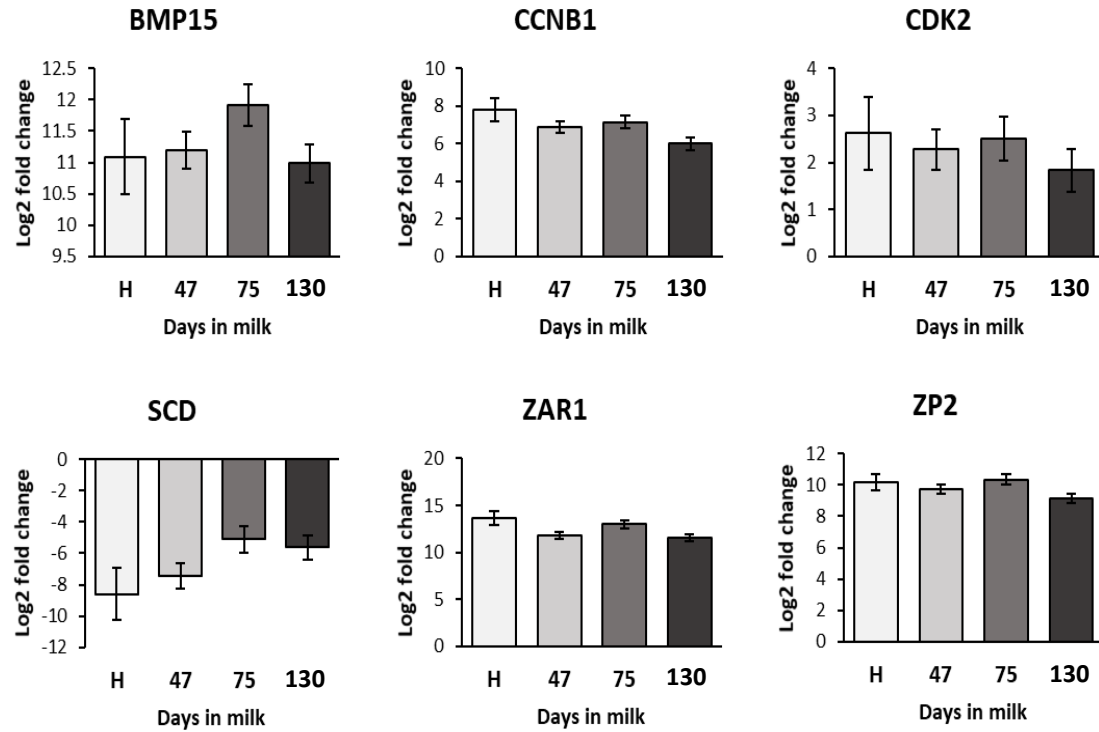 BMP15
Log2 fold change
12.5
12
11.5
11
10.5
10
9.5
H 47 75 130
Days in milk
CCNB1
Log2 fold change
10
8
6
4
2
0
H 47 75 130
Days in milk
CDK2
Log2 fold change
4
3
2
1
0
H 47 75 130
Days in milk
SCD
Log2 fold change
0
-2
-4
-6
-8
-10
-12
H 47 75 130
Days in milk
ZAR1
Log2 fold change
20
15
10
5
0
H 47 75 130
Days in milk
ZP2
Log2 fold change
12
10
8
6
4
2
0
H 47 75 130
Days in milk